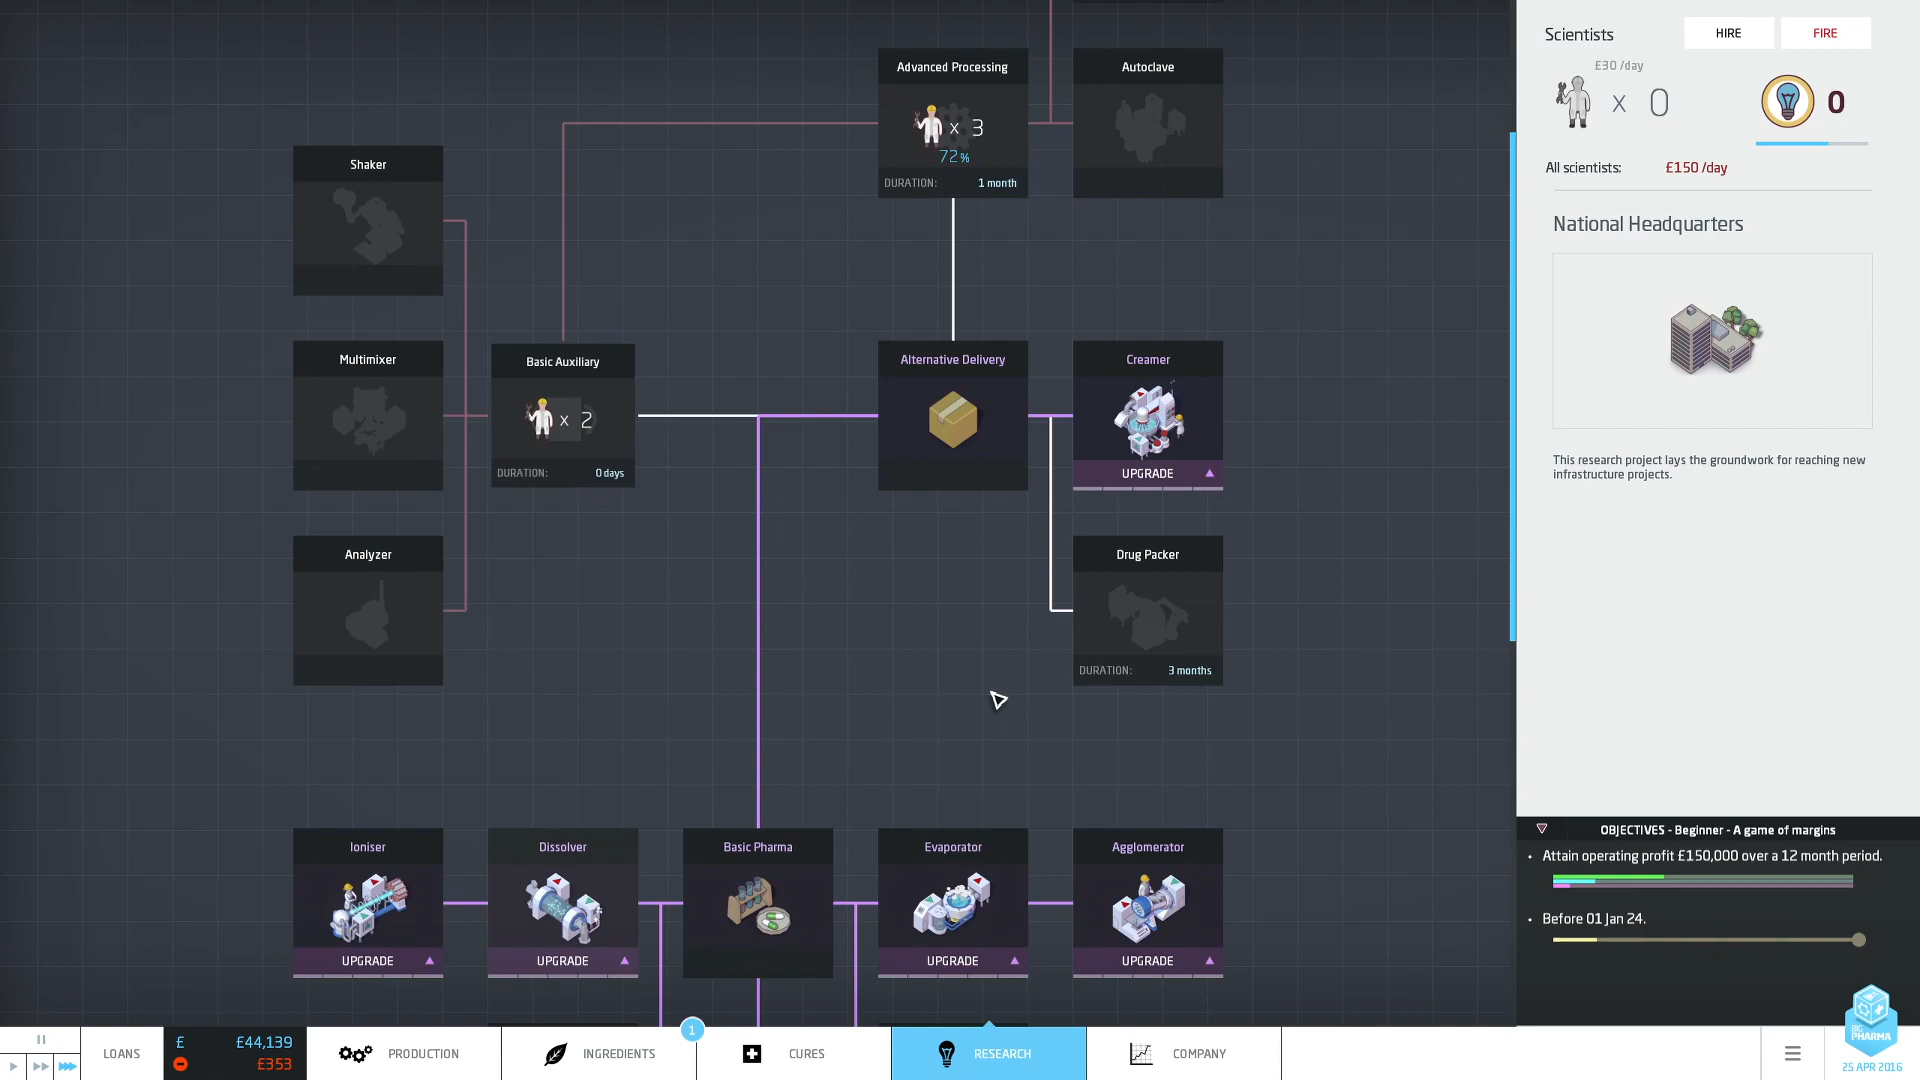 Advanced Processing
x 3
72%
DURATION: 1 month
Autoclave
Shaker
Multimixer
Basic Auxiliary
x 2
DURATION: 0 days
Alternative Delivery
Creamer
UPGRADE
Analyzer
Drug Packer
DURATION: 3 months
Ioniser
UPGRADE
Dissolver
UPGRADE
Basic Pharma
Evaporator
UPGRADE
Agglomerator
UPGRADE
Scientists
HIRE
FIRE
£30 /day
x 0
0
All scientists: £150 /day
National Headquarters
This research project lays the groundwork for reaching new
infrastructure projects.
OBJECTIVES - Beginner - A game of margins
• Attain operating profit £150,000 over a 12 month period.
• Before 01 Jan 24.
LOANS
£ £44,139
£353
PRODUCTION
1
INGREDIENTS
CURES
RESEARCH
COMPANY
BIG
PHARMA
25 APR 2016